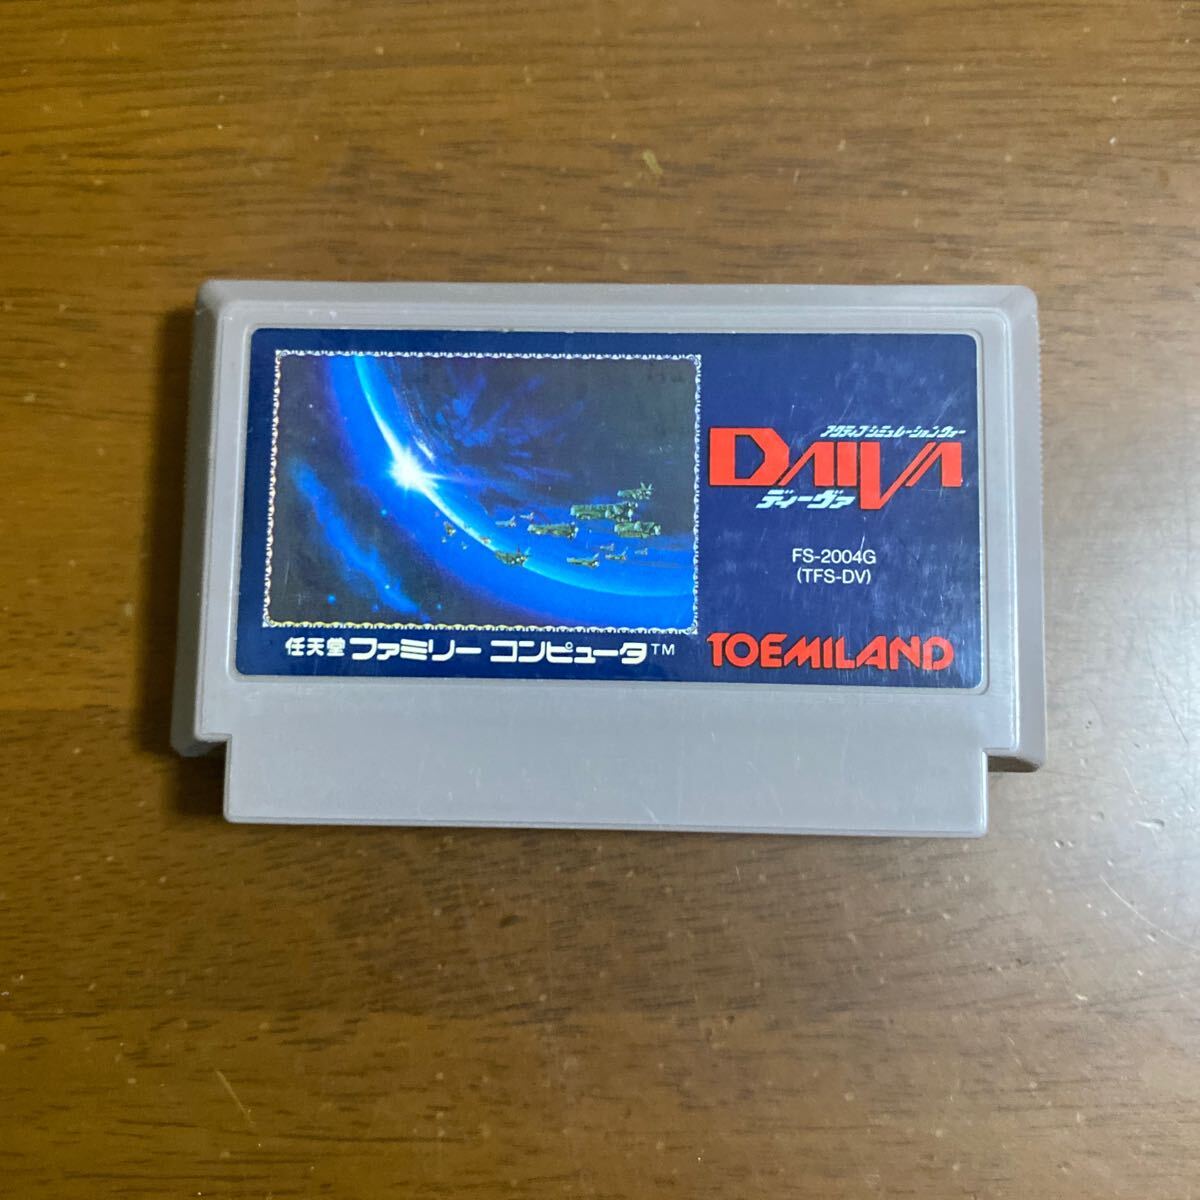 アクティブシミュレーションウォー
DAIVA
ディーヴァ
FS-2004G
(TFS-DV)
任天堂 ファミリー コンピュータTM
TOEMILAND